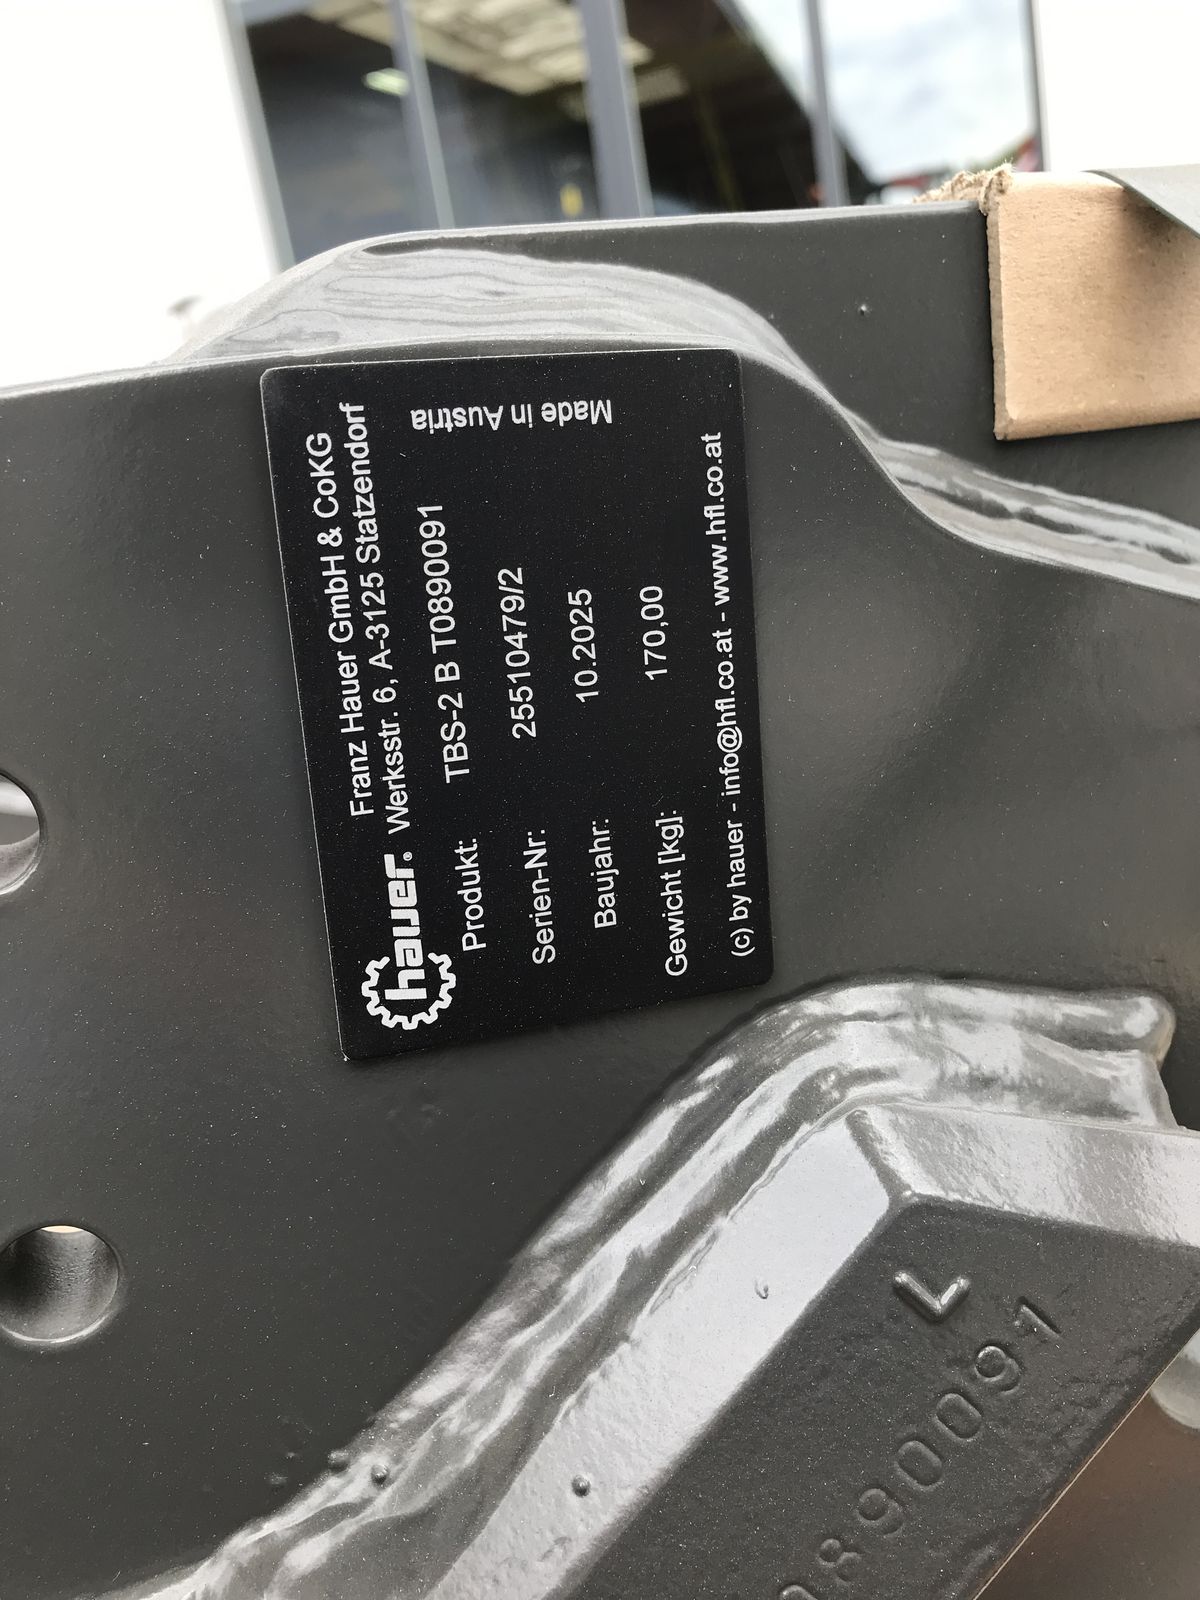 Franz Hauer GmbH & CoKG
hauer® Werksstr. 6, A-3125 Statzendorf
Produkt: TBS-2 B T0890091
Serien-Nr: 25510479/2
Baujahr: 10.2025
Gewicht [kg]: 170,00
(c) by hauer - info@hfl.co.at - www.hfl.co.at
Made in Austria
L
0890091